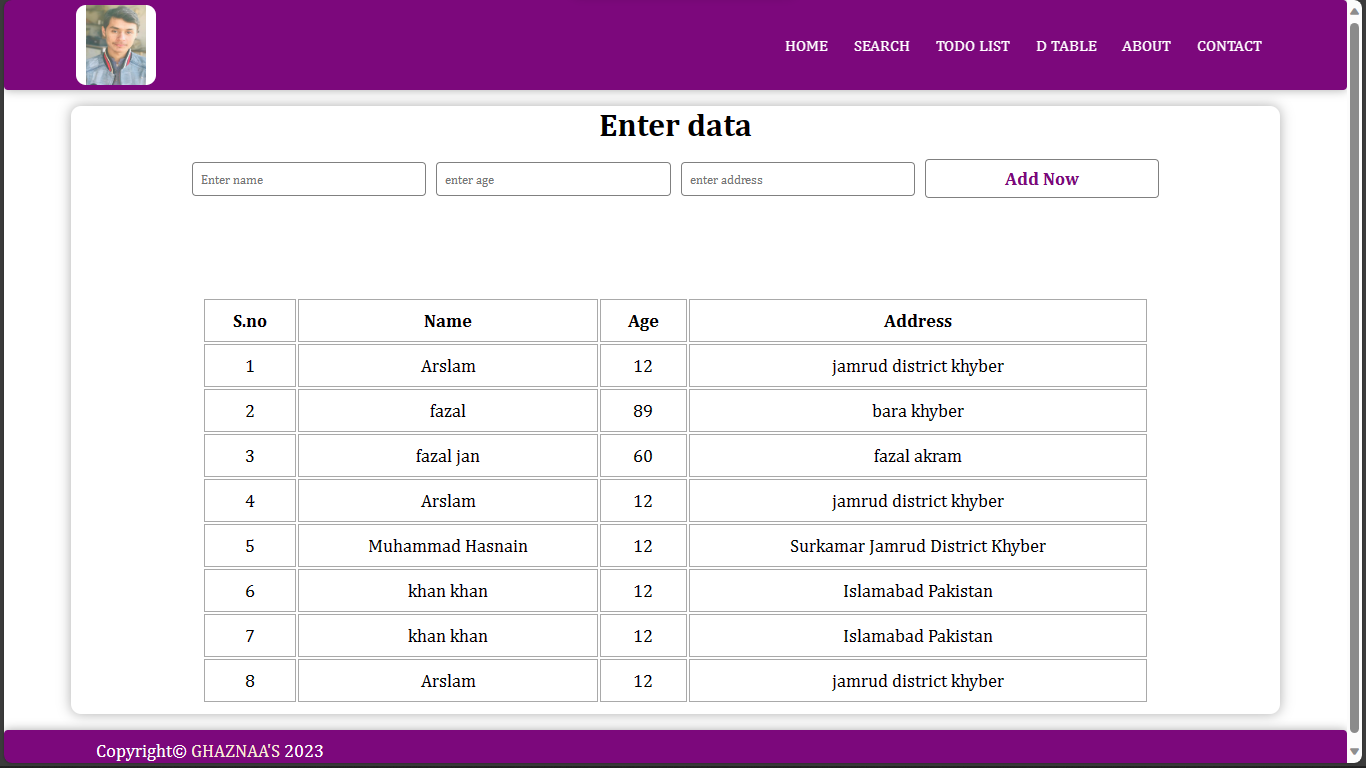 HOME SEARCH TODO LIST D TABLE ABOUT CONTACT
Enter data
Enter name enter age enter address Add Now
S.no Name Age Address
1 Arslam 12 jamrud district khyber
2 fazal 89 bara khyber
3 fazal jan 60 fazal akram
4 Arslam 12 jamrud district khyber
5 Muhammad Hasnain 12 Surkamar Jamrud District Khyber
6 khan khan 12 Islamabad Pakistan
7 khan khan 12 Islamabad Pakistan
8 Arslam 12 jamrud district khyber
Copyright© GHAZNAA'S 2023